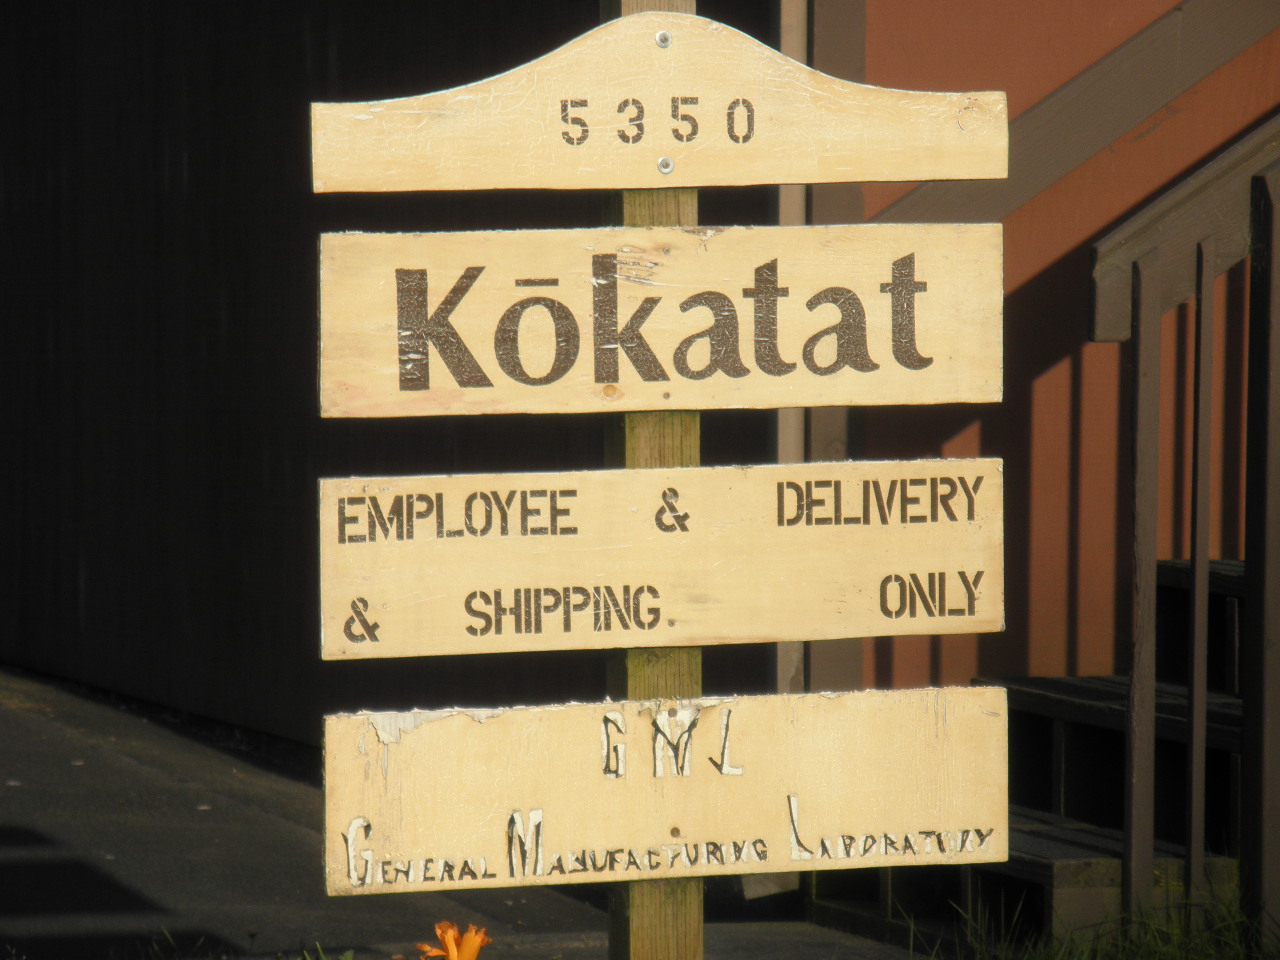 5350
Kōkatat
EMPLOYEE & DELIVERY
& SHIPPING ONLY
GML
GENERAL MANUFACTURING LABORATORY